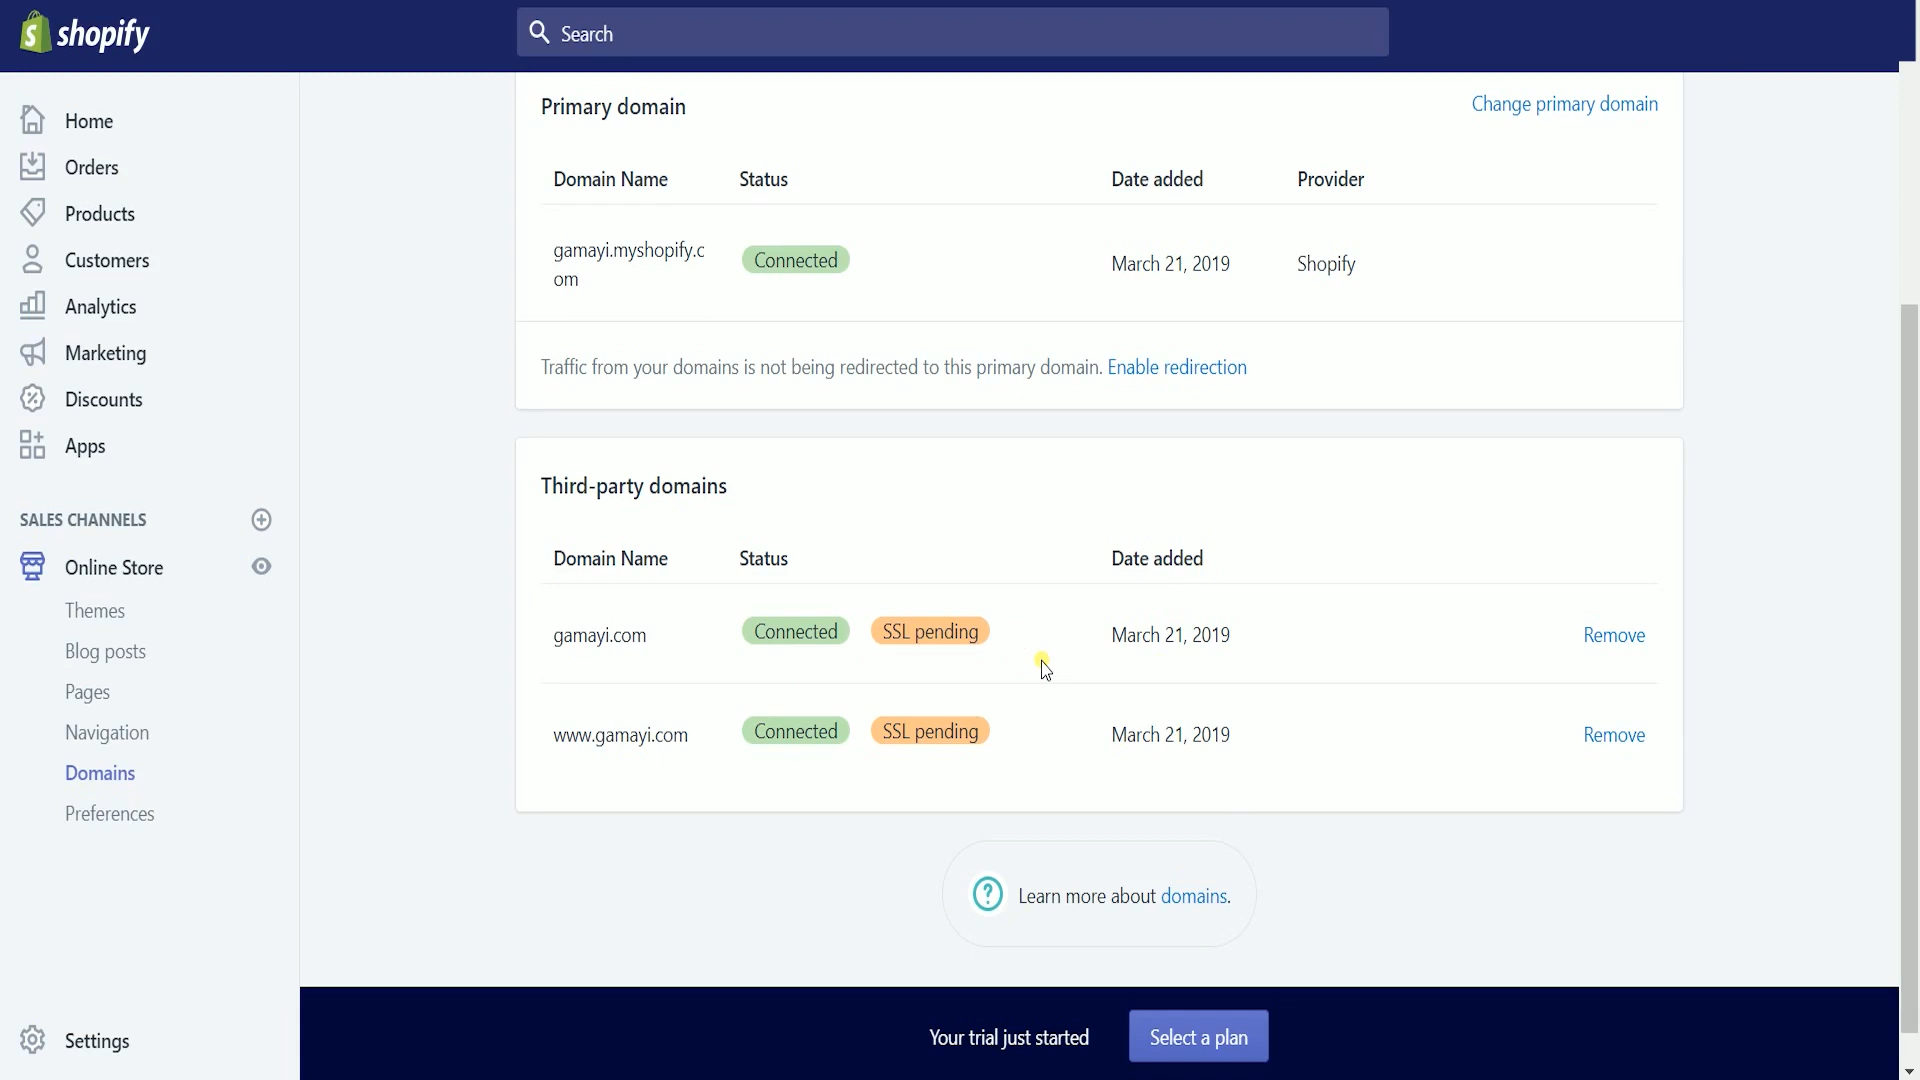 shopify
Search
Home
Orders
Products
Customers
Analytics
Marketing
Discounts
Apps
SALES CHANNELS
Online Store
Themes
Blog posts
Pages
Navigation
Domains
Preferences
Settings
Primary domain
Change primary domain
Domain Name Status Date added Provider
gamayi.myshopify.c
om
Connected March 21, 2019 Shopify
Traffic from your domains is not being redirected to this primary domain. Enable redirection
Third-party domains
Domain Name Status Date added
gamayi.com Connected SSL pending March 21, 2019 Remove
www.gamayi.com Connected SSL pending March 21, 2019 Remove
Learn more about domains.
Your trial just started Select a plan